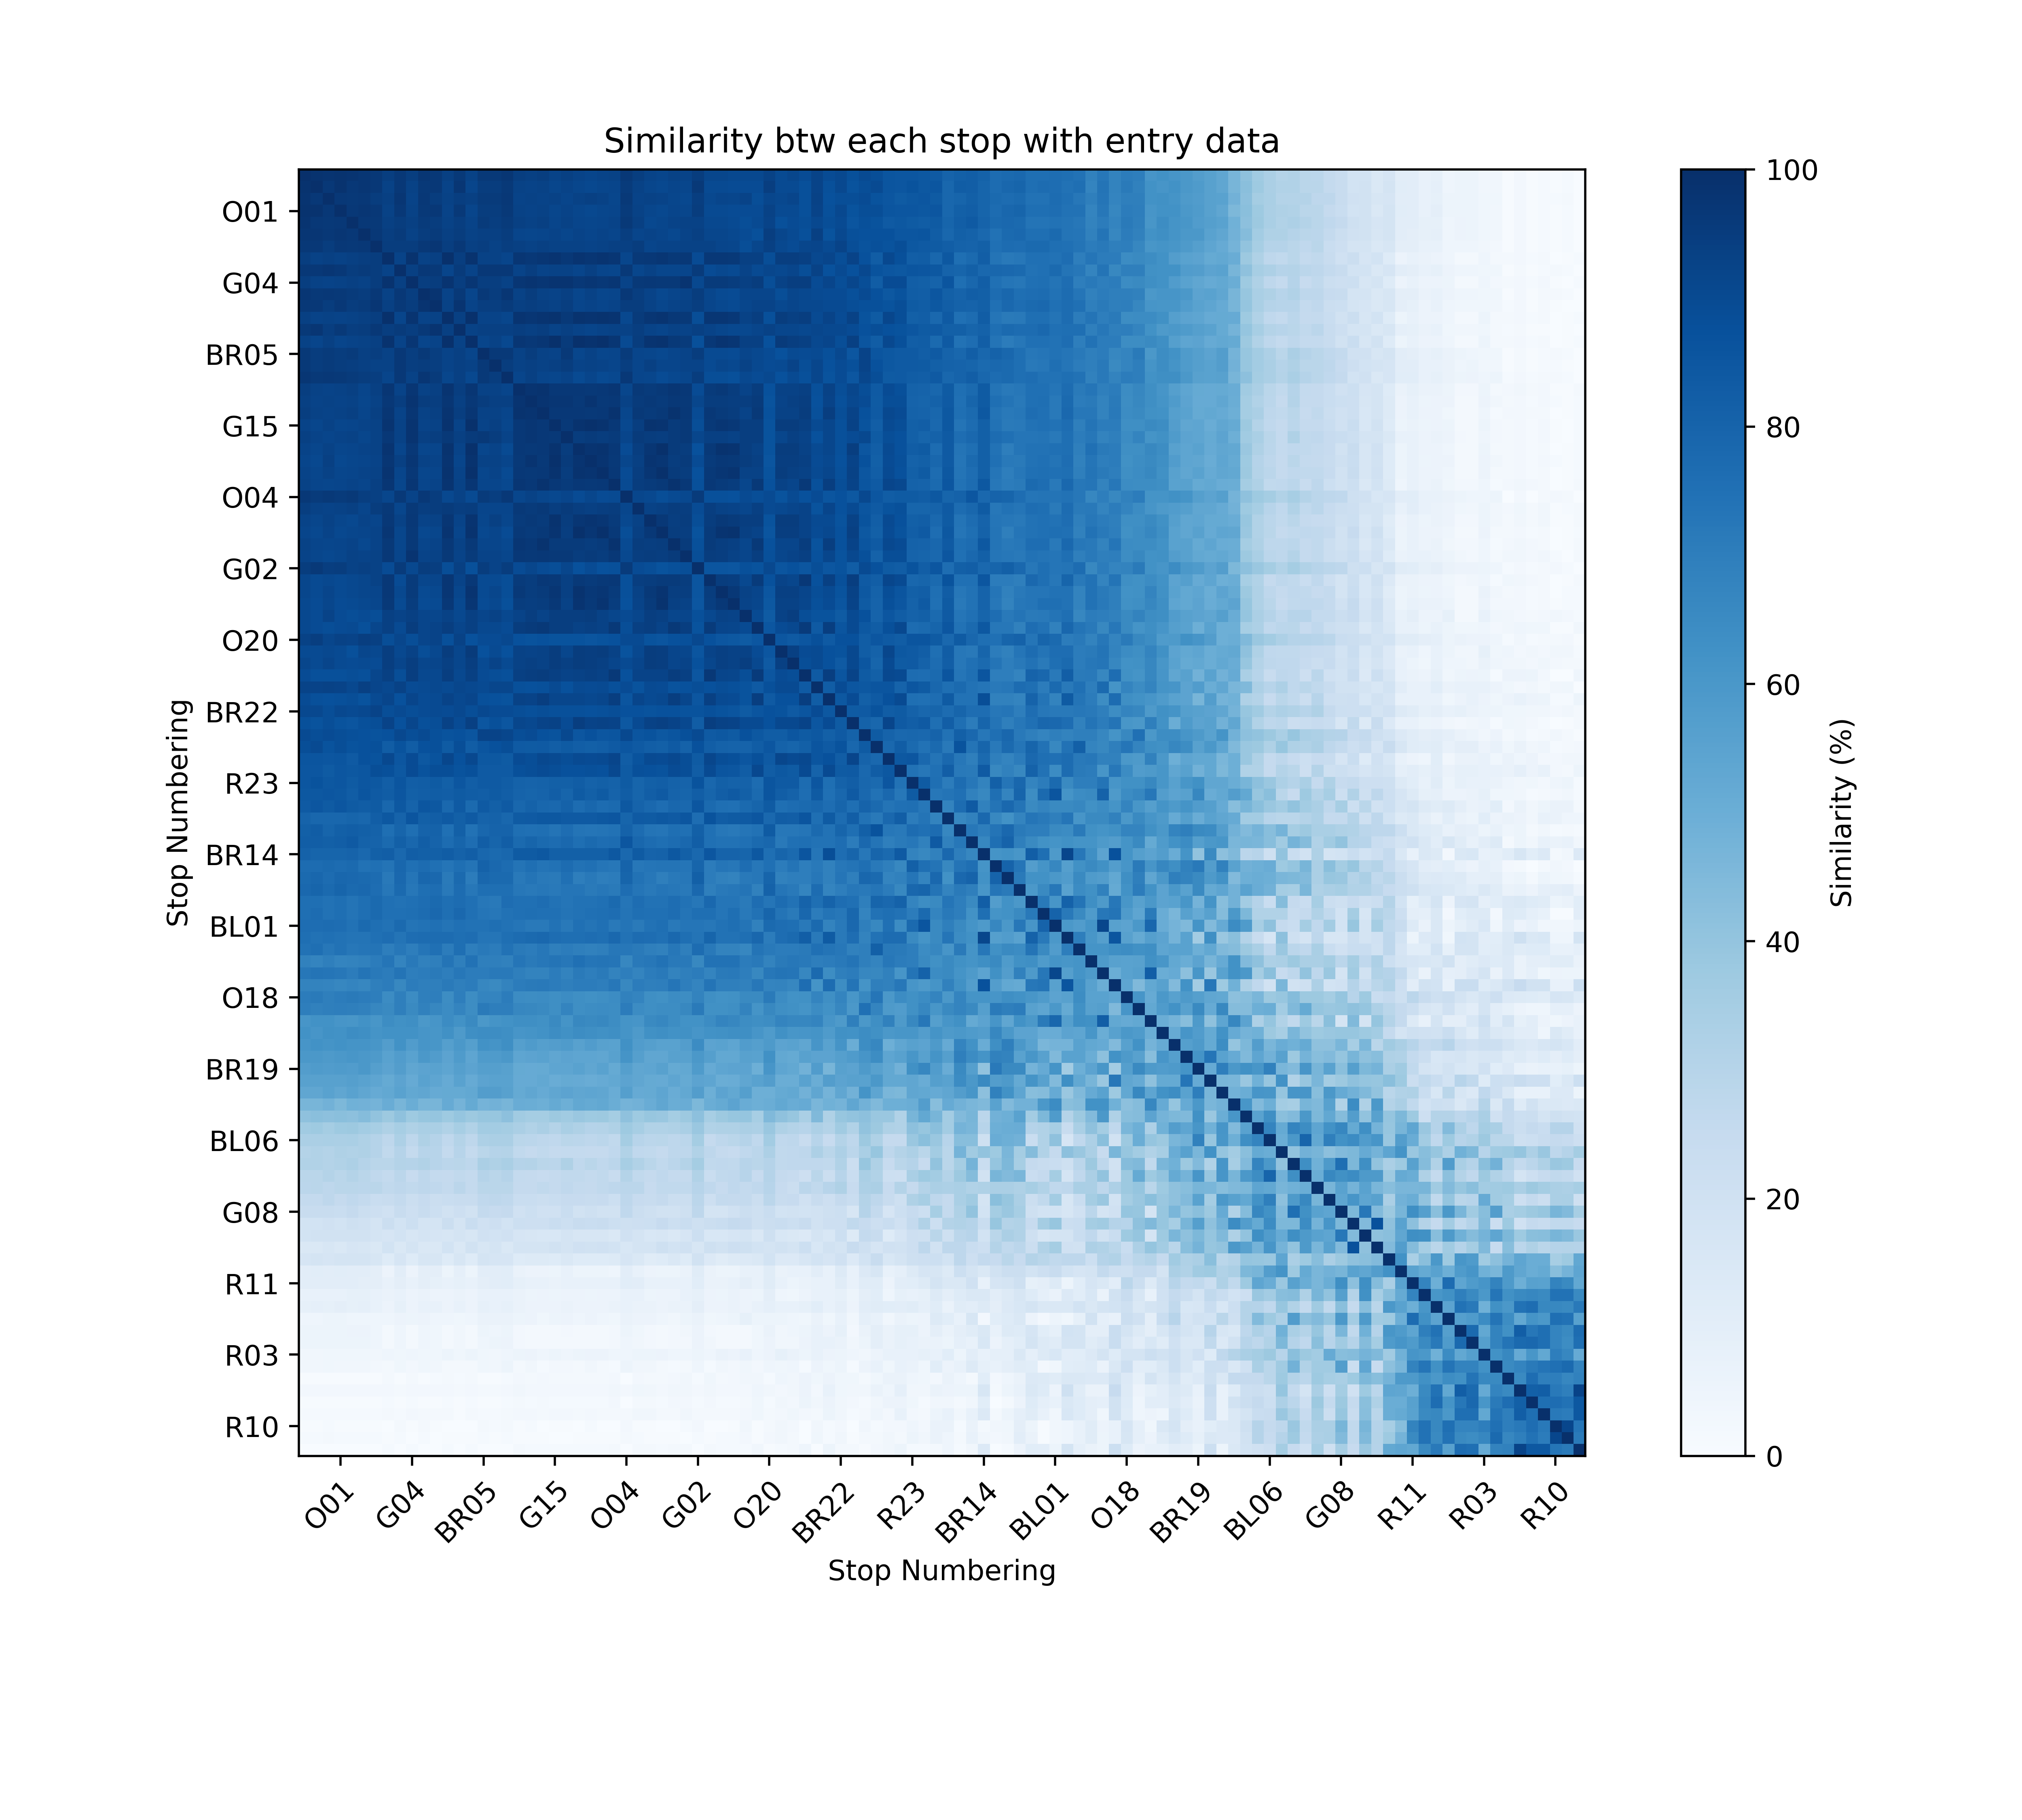 Similarity btw each stop with entry data
Stop Numbering
O01
G04
BR05
G15
O04
G02
O20
BR22
R23
BR14
BL01
O18
BR19
BL06
G08
R11
R03
R10
O01
G04
BR05
G15
O04
G02
O20
BR22
R23
BR14
BL01
O18
BR19
BL06
G08
R11
R03
R10
Stop Numbering
100
80
60
40
20
0
Similarity (%)